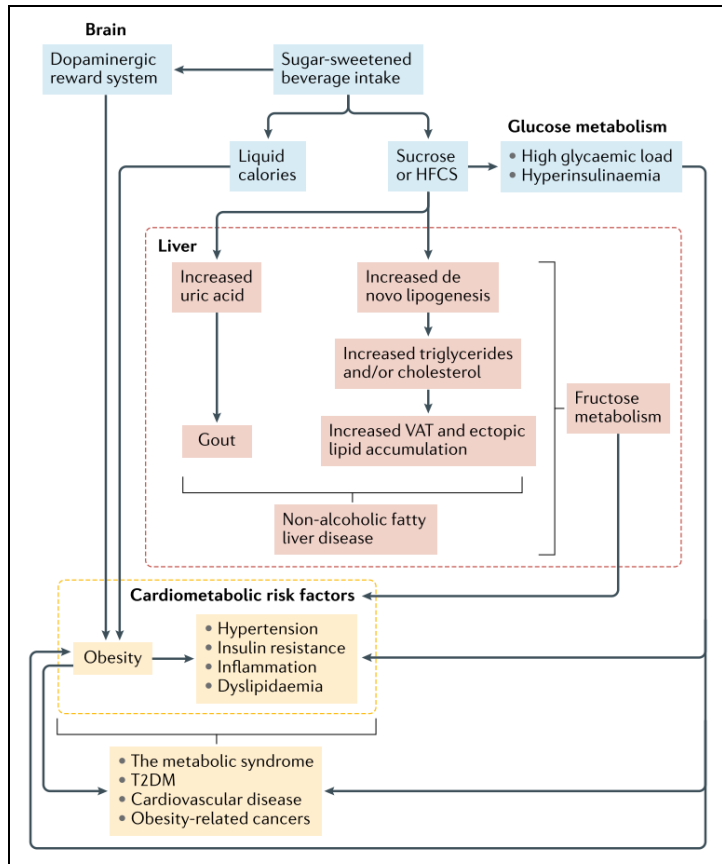 Brain
Dopaminergic
reward system
Sugar-sweetened
beverage intake
Liquid
calories
Sucrose
or HFCS
Glucose metabolism
• High glycaemic load
• Hyperinsulinaemia
Liver
Increased
uric acid
Gout
Increased de
novo lipogenesis
Increased triglycerides
and/or cholesterol
Increased VAT and ectopic
lipid accumulation
Non-alcoholic fatty
liver disease
Fructose
metabolism
Cardiometabolic risk factors
Obesity
• Hypertension
• Insulin resistance
• Inflammation
• Dyslipidaemia
• The metabolic syndrome
• T2DM
• Cardiovascular disease
• Obesity-related cancers